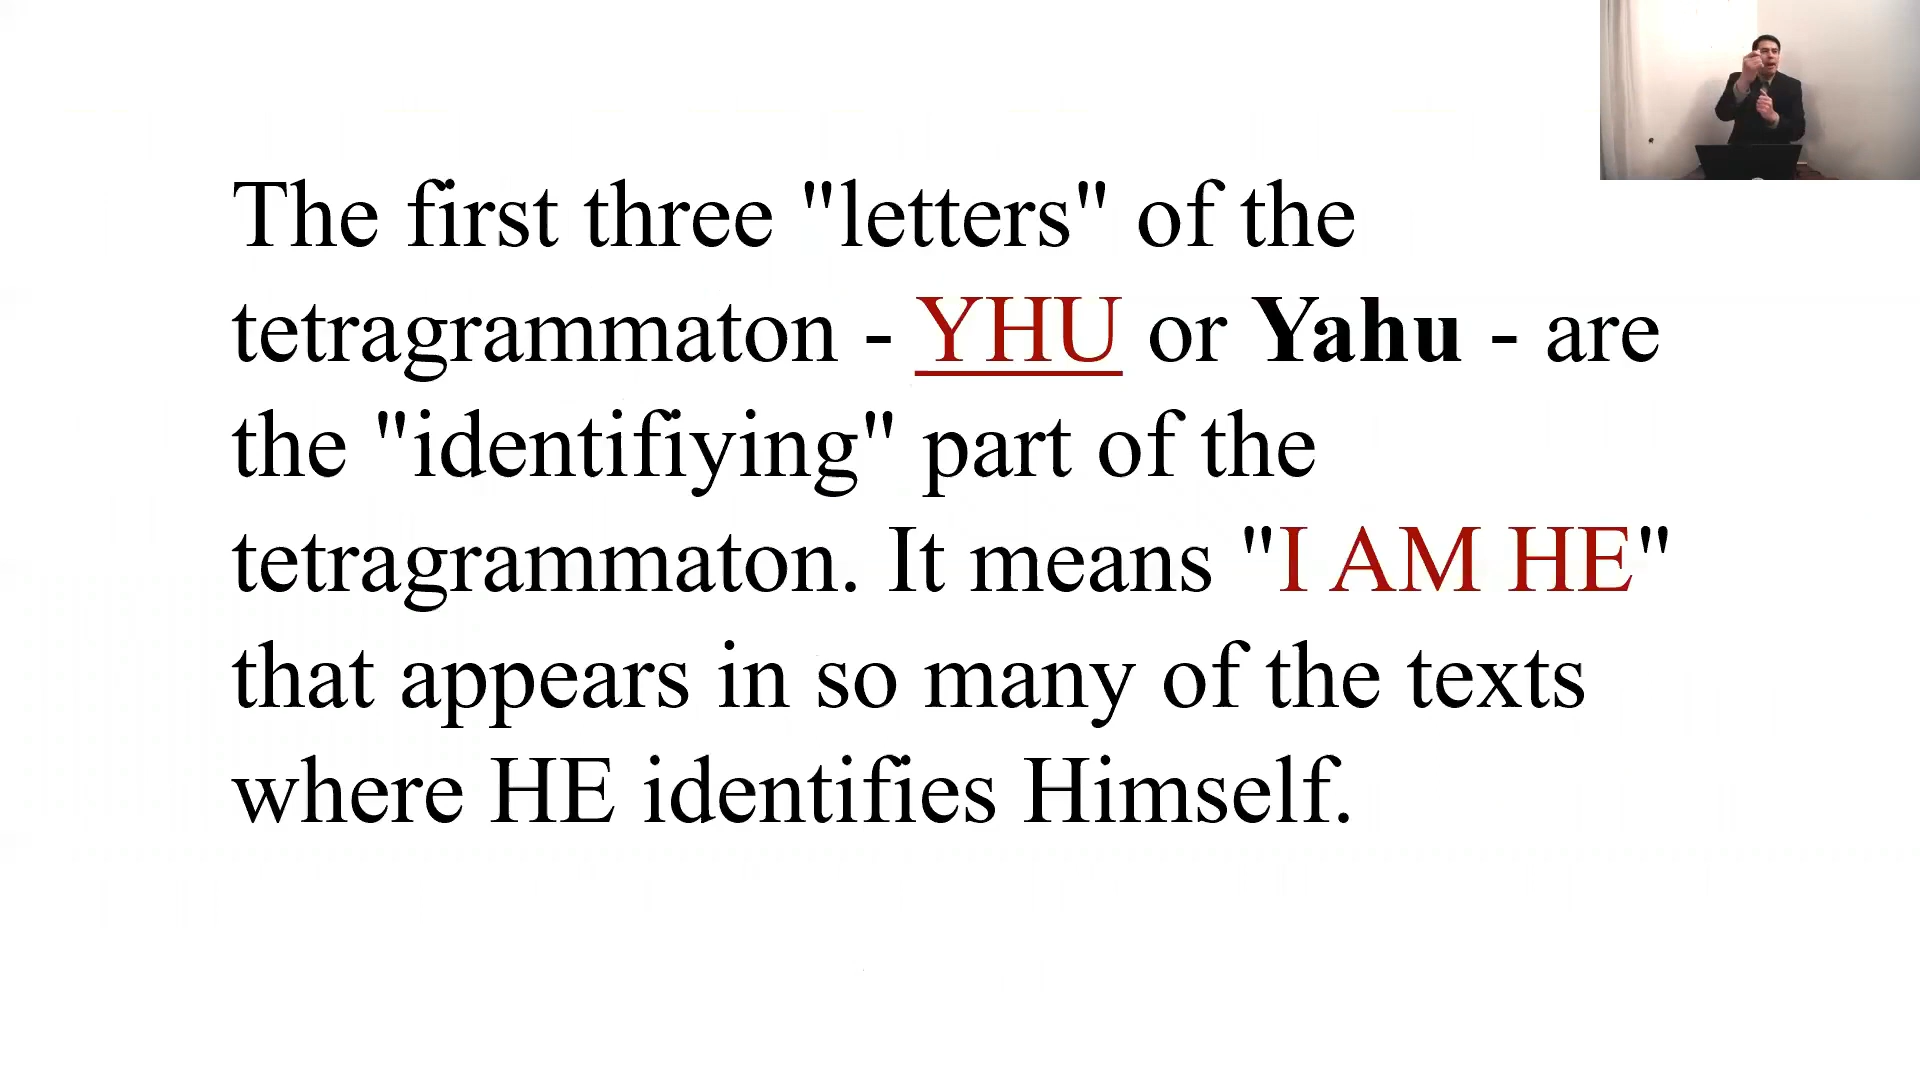 The first three "letters" of the
tetragrammaton - YHU or Yahu - are
the "identifiying" part of the
tetragrammaton. It means "I AM HE"
that appears in so many of the texts
where HE identifies Himself.